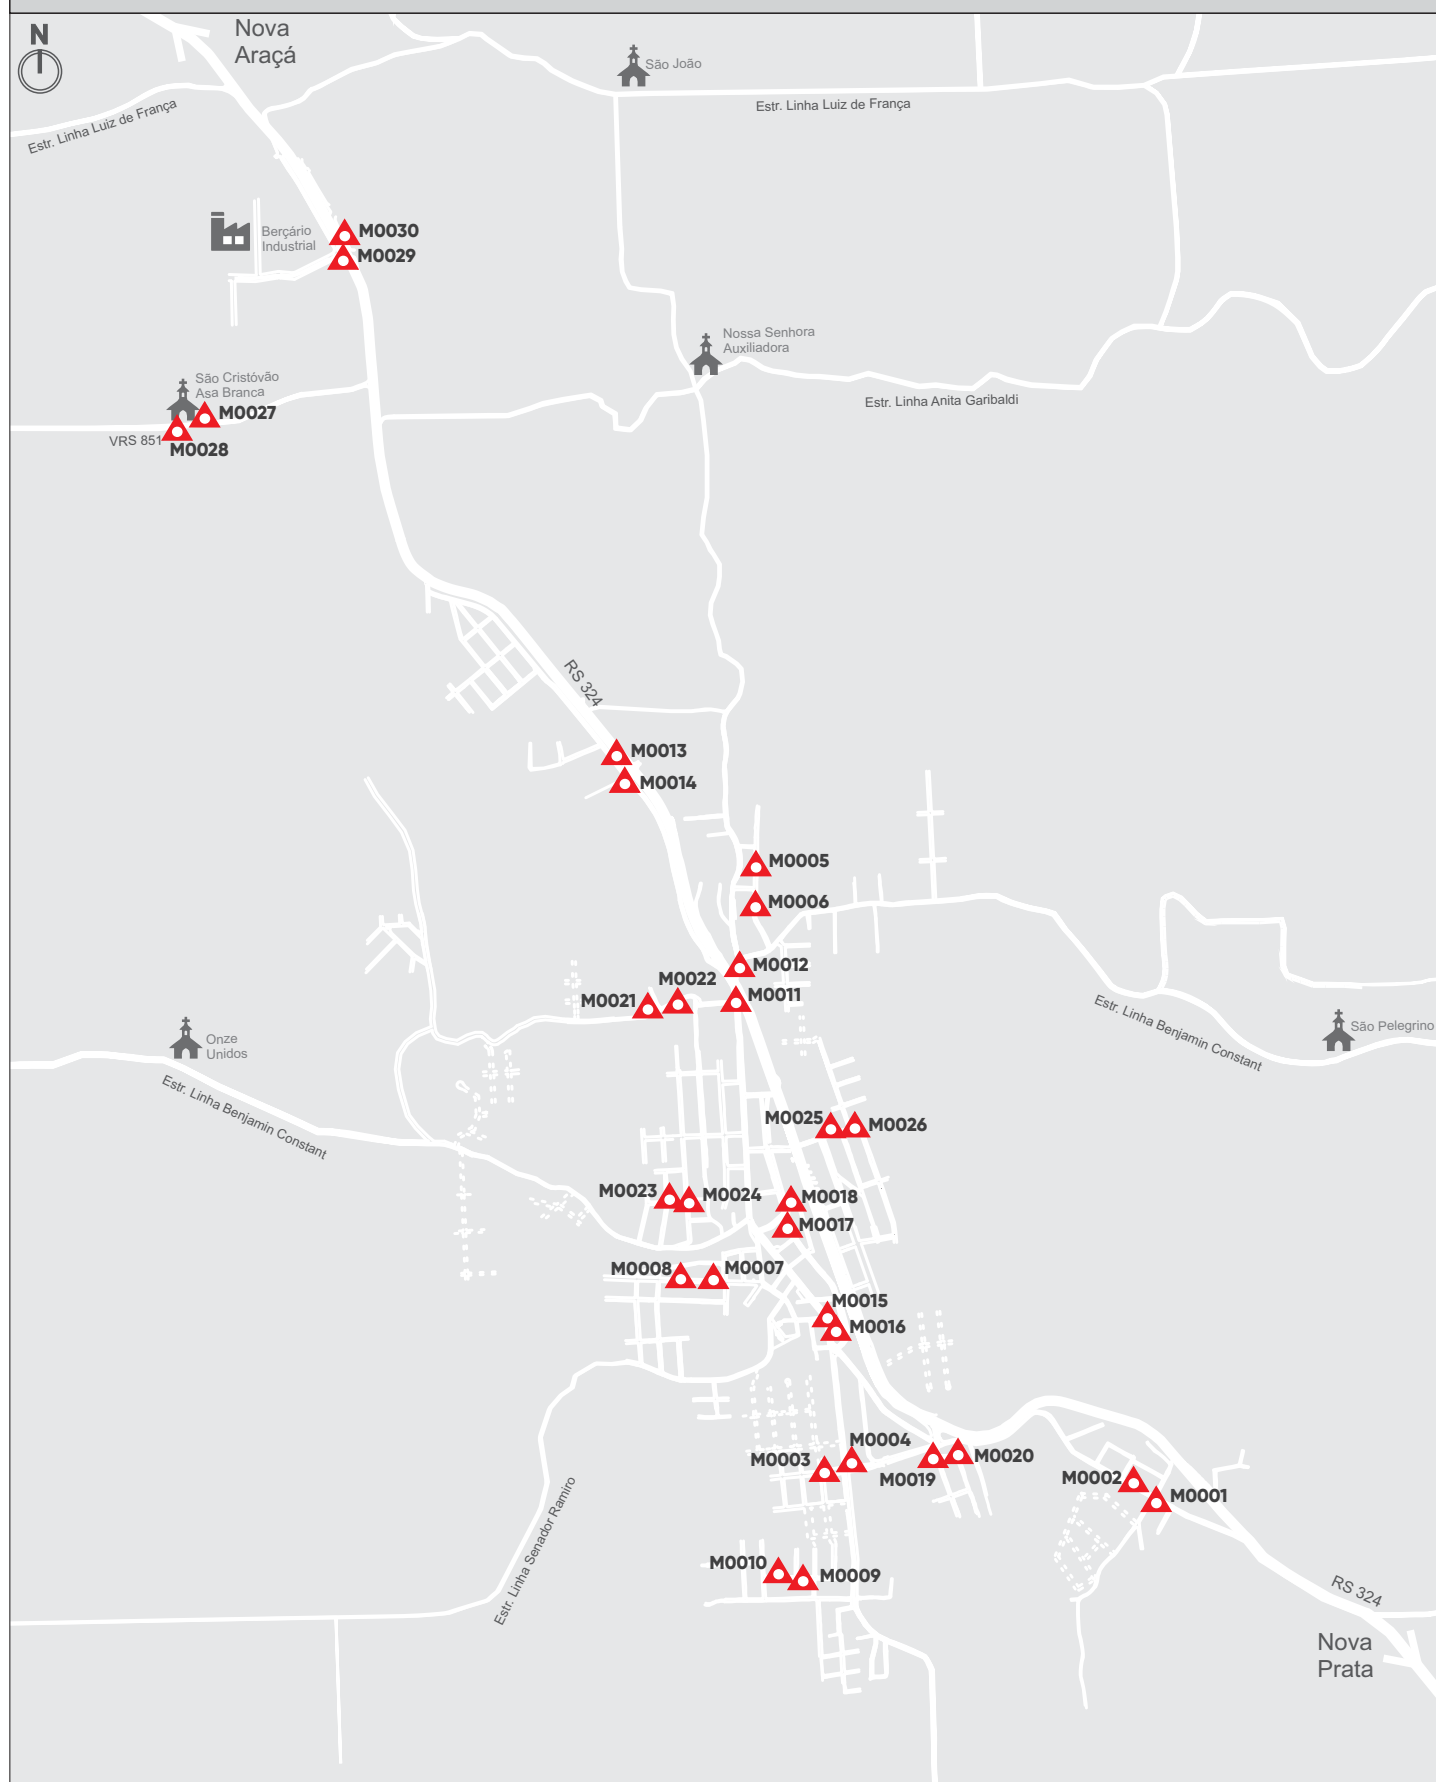 N
Nova
Araçá
São João
Estr. Linha Luiz de França
Estr. Linha Luiz de França
M0030
Berçário
Industrial
M0029
Nossa Senhora
Auxiliadora
São Cristóvão
Asa Branca
Estr. Linha Anita Garibaldi
M0027
VRS 851
M0028
RS 324
M0013
M0014
M0005
M0006
M0012
M0022
M0021
M0011
Estr. Linha Benjamin Constant
São Pelegrino
Onze
Unidos
Estr. Linha Benjamin Constant
M0025
M0026
M0023
M0024
M0018
M0017
M0008
M0007
M0015
M0016
M0004
M0003
M0019
M0020
M0002
M0001
Estr. Linha Senador Ramiro
M0010
M0009
RS 324
Nova
Prata